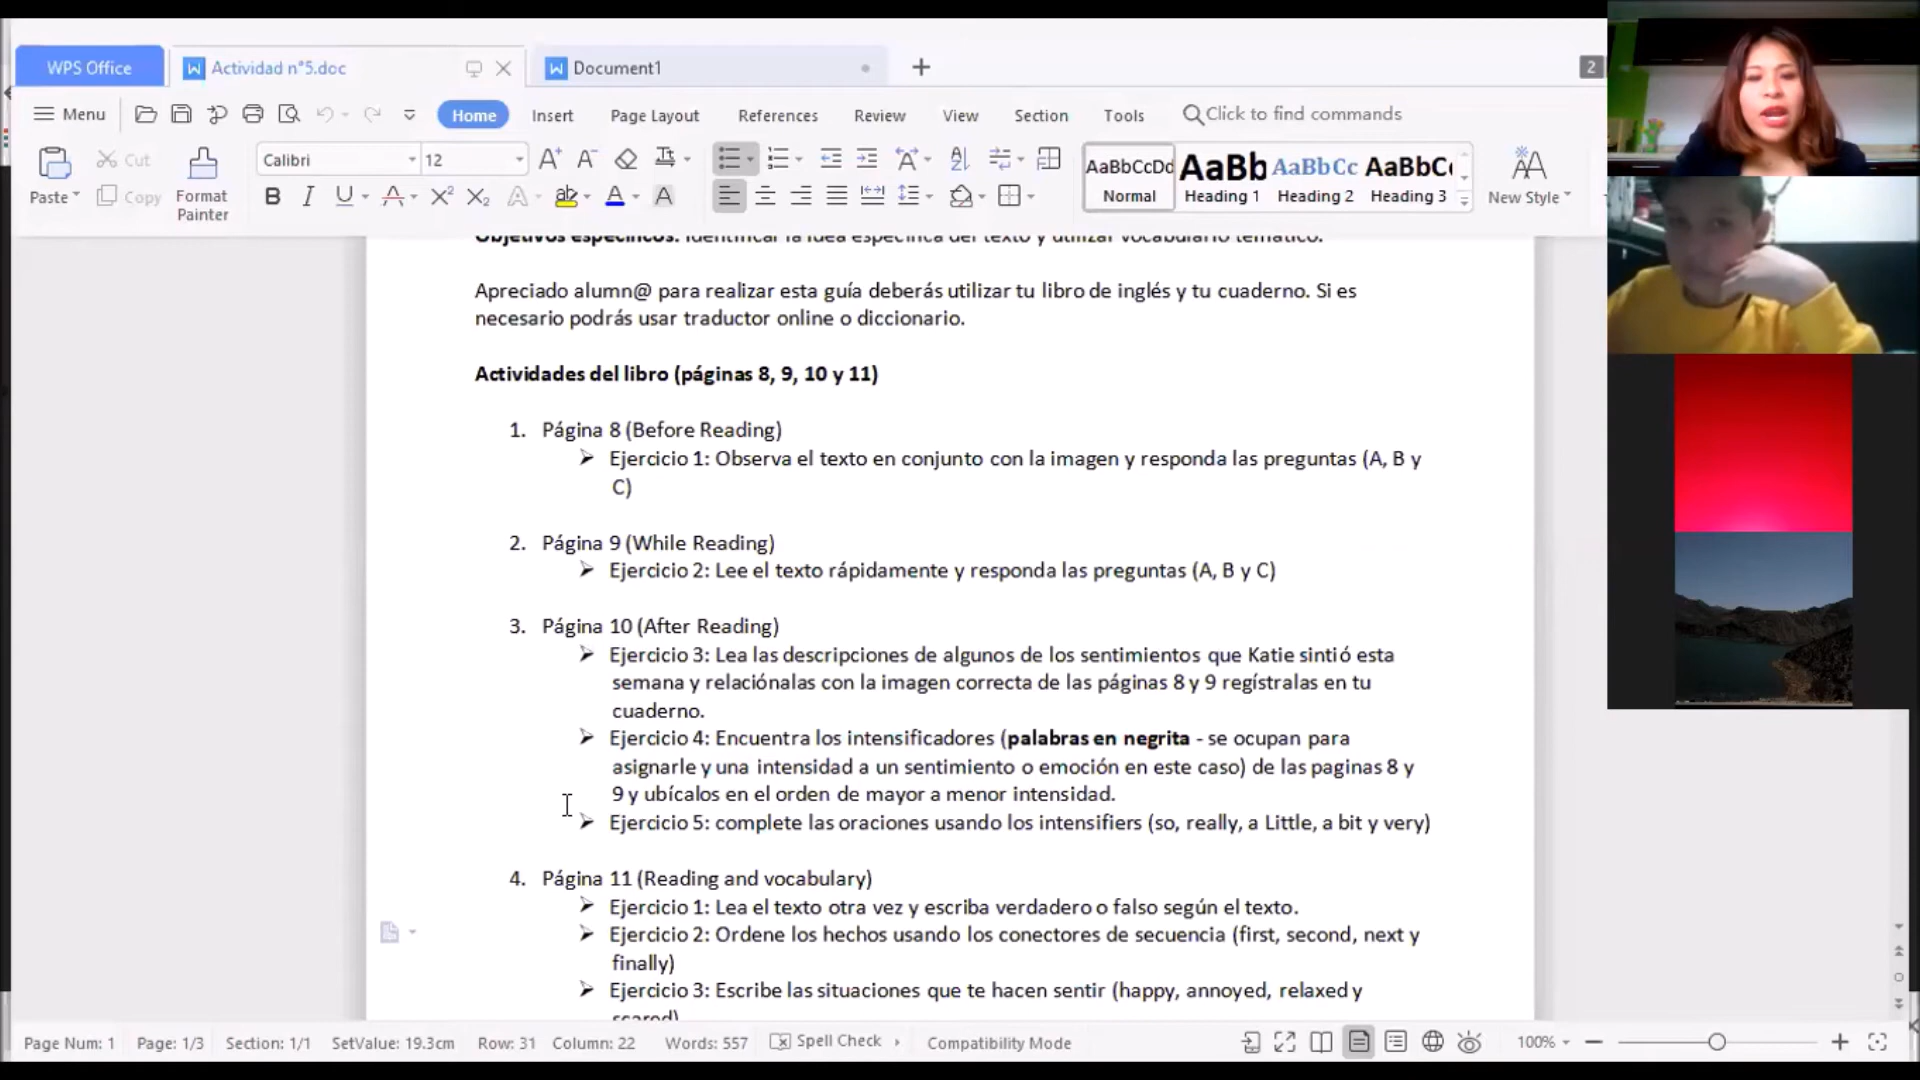 WPS Office
Actividad n°5.doc
Document1
2
Menu
Home
Insert
Page Layout
References
Review
View
Section
Tools
Click to find commands
Paste
Cut
Copy
Format Painter
Calibri
12
AaBbCcDd
Normal
AaBb
Heading 1
AaBbCc
Heading 2
AaBbC
Heading 3
New Style
Objetivos específicos: Identificar la idea específica del texto y utilizar vocabulario temático.
Apreciado alumn@ para realizar esta guía deberás utilizar tu libro de inglés y tu cuaderno. Si es
necesario podrás usar traductor online o diccionario.
Actividades del libro (páginas 8, 9, 10 y 11)
1. Página 8 (Before Reading)
Ejercicio 1: Observa el texto en conjunto con la imagen y responda las preguntas (A, B y
C)
2. Página 9 (While Reading)
Ejercicio 2: Lee el texto rápidamente y responda las preguntas (A, B y C)
3. Página 10 (After Reading)
Ejercicio 3: Lea las descripciones de algunos de los sentimientos que Katie sintió esta
semana y relaciónalas con la imagen correcta de las páginas 8 y 9 regístralas en tu
cuaderno.
Ejercicio 4: Encuentra los intensificadores (palabras en negrita - se ocupan para
asignarle y una intensidad a un sentimiento o emoción en este caso) de las paginas 8 y
9 y ubícalos en el orden de mayor a menor intensidad.
Ejercicio 5: complete las oraciones usando los intensifiers (so, really, a Little, a bit y very)
4. Página 11 (Reading and vocabulary)
Ejercicio 1: Lea el texto otra vez y escriba verdadero o falso según el texto.
Ejercicio 2: Ordene los hechos usando los conectores de secuencia (first, second, next y
finally)
Ejercicio 3: Escribe las situaciones que te hacen sentir (happy, annoyed, relaxed y
scared)
Page Num: 1
Page: 1/3
Section: 1/1
SetValue: 19.3cm
Row: 31
Column: 22
Words: 557
Spell Check
Compatibility Mode
100%